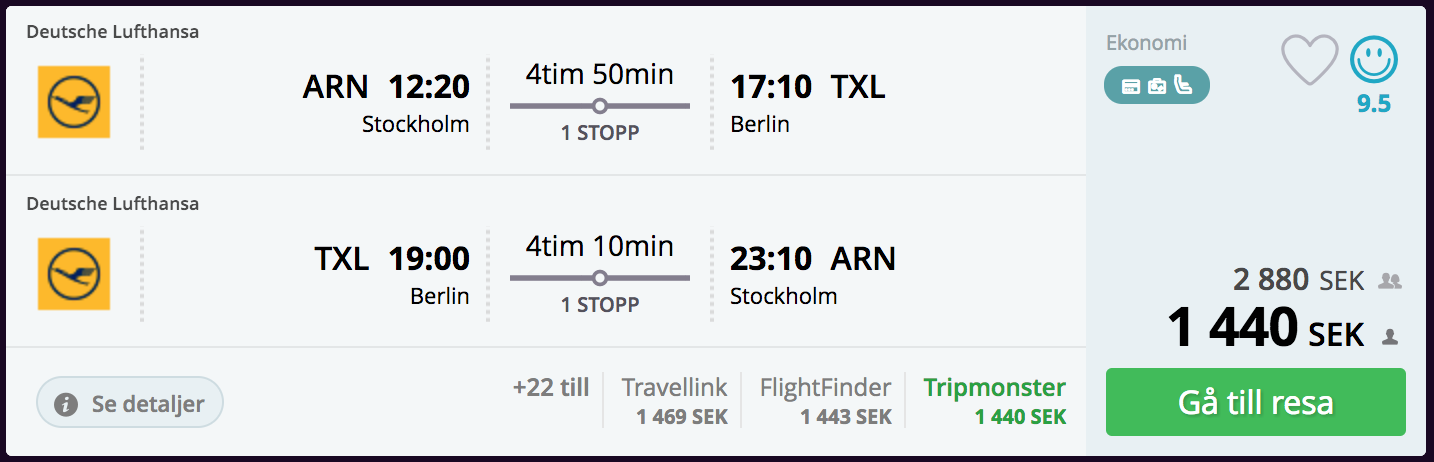 Deutsche Lufthansa
ARN 12:20
Stockholm
4tim 50min
1 STOPP
17:10 TXL
Berlin
Deutsche Lufthansa
TXL 19:00
Berlin
4tim 10min
1 STOPP
23:10 ARN
Stockholm
Se detaljer
+22 till
Travellink
1 469 SEK
FlightFinder
1 443 SEK
Tripmonster
1 440 SEK
Ekonomi
9.5
2 880 SEK
1 440 SEK
Gå till resa